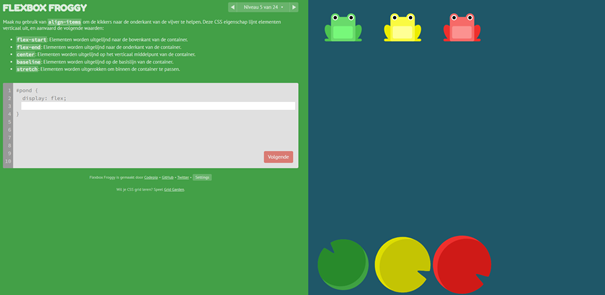 FLEXBOX FROGGY
Niveau 5 van 24
Maak nu gebruik van align-items om de kikkers naar de onderkant van de vijver te helpen. Deze CSS eigenschap lijnt elementen
verticaal uit, en aanvaard de volgende waarden:
flex-start: Elementen worden uitgelijnd naar de bovenkant van de container.
flex-end: Elementen worden uitgelijnd naar de onderkant van de container.
center: Elementen worden uitgelijnd op het verticaal middelpunt van de container.
baseline: Elementen worden uitgelijnd op de basislijn van de container.
stretch: Elementen worden uitgerokken om binnen de container te passen.
1 #pond {
2 display: flex;
3
4 }
5
6
7
8
9
10
Volgende
Flexbox Froggy is gemaakt door Codepip • GitHub • Twitter • Settings
Wil je CSS grid leren? Speel Grid Garden